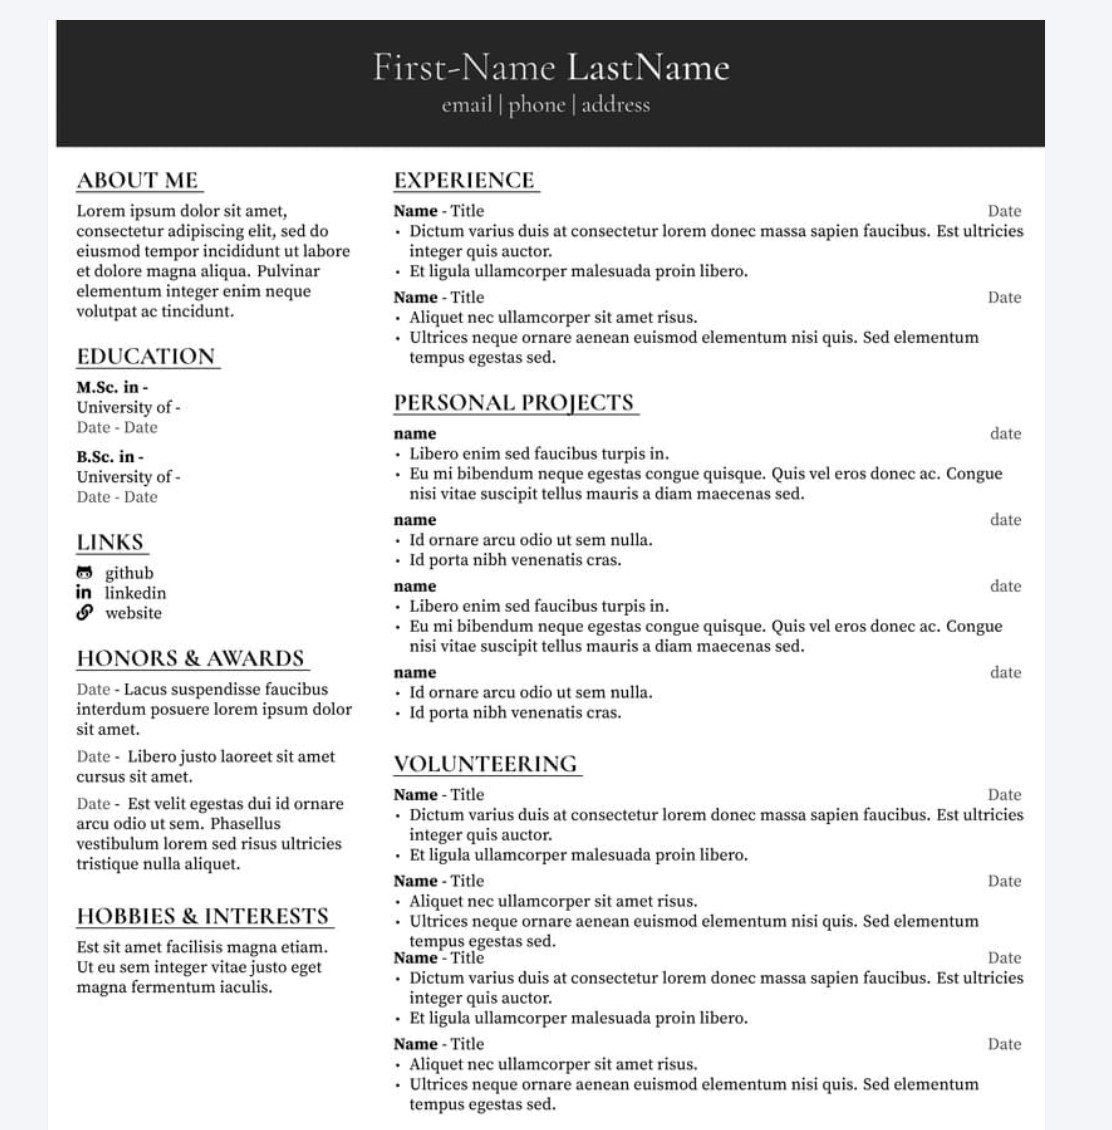 First-Name LastName
email | phone | address
ABOUT ME
Lorem ipsum dolor sit amet,
consectetur adipiscing elit, sed do
eiusmod tempor incididunt ut labore
et dolore magna aliqua. Pulvinar
elementum integer enim neque
volutpat ac tincidunt.
EDUCATION
M.Sc. in -
University of -
Date - Date
B.Sc. in -
University of -
Date - Date
LINKS
github
in linkedin
website
HONORS & AWARDS
Date - Lacus suspendisse faucibus
interdum posuere lorem ipsum dolor
sit amet.
Date - Libero justo laoreet sit amet
cursus sit amet.
Date - Est velit egestas dui id ornare
arcu odio ut sem. Phasellus
vestibulum lorem sed risus ultricies
tristique nulla aliquet.
HOBBIES & INTERESTS
Est sit amet facilisis magna etiam.
Ut eu sem integer vitae justo eget
magna fermentum iaculis.
EXPERIENCE
Name - Title Date
• Dictum varius duis at consectetur lorem donec massa sapien faucibus. Est ultricies
integer quis auctor.
• Et ligula ullamcorper malesuada proin libero.
Name - Title Date
• Aliquet nec ullamcorper sit amet risus.
• Ultrices neque ornare aenean euismod elementum nisi quis. Sed elementum
tempus egestas sed.
PERSONAL PROJECTS
name date
• Libero enim sed faucibus turpis in.
• Eu mi bibendum neque egestas congue quisque. Quis vel eros donec ac. Congue
nisi vitae suscipit tellus mauris a diam maecenas sed.
name date
• Id ornare arcu odio ut sem nulla.
• Id porta nibh venenatis cras.
name date
• Libero enim sed faucibus turpis in.
• Eu mi bibendum neque egestas congue quisque. Quis vel eros donec ac. Congue
nisi vitae suscipit tellus mauris a diam maecenas sed.
name date
• Id ornare arcu odio ut sem nulla.
• Id porta nibh venenatis cras.
VOLUNTEERING
Name - Title Date
• Dictum varius duis at consectetur lorem donec massa sapien faucibus. Est ultricies
integer quis auctor.
• Et ligula ullamcorper malesuada proin libero.
Name - Title Date
• Aliquet nec ullamcorper sit amet risus.
• Ultrices neque ornare aenean euismod elementum nisi quis. Sed elementum
tempus egestas sed.
Name - Title Date
• Dictum varius duis at consectetur lorem donec massa sapien faucibus. Est ultricies
integer quis auctor.
• Et ligula ullamcorper malesuada proin libero.
Name - Title Date
• Aliquet nec ullamcorper sit amet risus.
• Ultrices neque ornare aenean euismod elementum nisi quis. Sed elementum
tempus egestas sed.